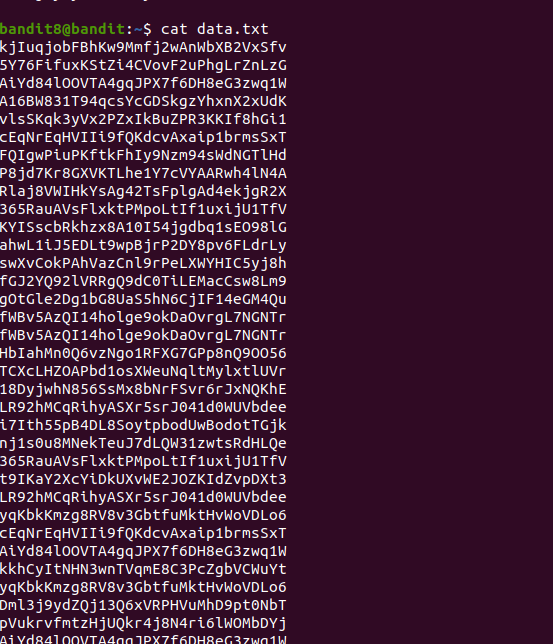 bandit8@bandit:~$ cat data.txt
kjIuqjobFBhKw9Mmfj2wAnWbXB2VxSfv
5Y76FifuxKStZi4CVovF2uPhgLrZnLzG
AiYd84lOOVTA4gqJPX7f6DH8eG3zwq1W
A16BW831T94qcsYcGDSkgzYhxnX2xUdK
vlsSKqk3yVx2PZxIkBuZPR3KKIf8hGi1
cEqNrEqHVIIi9fQKdcvAxaip1brmsSxT
FQIgwPiuPKftkFhIy9Nzm94sWdNGTlHd
P8jd7Kr8GXVKTLhe1Y7cVYAARwh4lN4A
Rlaj8VWIHkYsAg42TsFplgAd4ekjgR2X
365RauAVsFlxktPMpoLtIf1uxijU1TfV
KYISscbRkhzx8A10I54jgdbq1sEO98lG
ahwL1iJ5EDLt9wpBjrP2DY8pv6FLdrLy
swXvCokPAhVazCnl9rPeLXWYHIC5yj8h
fGJ2YQ92lVRRgQ9dC0TiLEMacCsw8Lm9
gOtGle2Dg1bG8UaS5hN6CjIF14eGM4Qu
fWBv5AzQI14holge9okDaOvrgL7NGNTr
fWBv5AzQI14holge9okDaOvrgL7NGNTr
HbIahMn0Q6vzNgo1RFXG7GPp8nQ9OO56
TCXcLHZOAPbd1osXWeuNqltMylxtlUVr
18DyjwhN856SsMx8bNrFSvr6rJxNQKhE
LR92hMCqRihyASXr5srJ041d0WUVbdee
i7Ith55pB4DL8SoytpbodUwBodotTGjk
nj1s0u8MNekTeuJ7dLQW31zwtsRdHLQe
365RauAVsFlxktPMpoLtIf1uxijU1TfV
t9IKaY2XcYiDkUXvWE2JOZKIdZvpDXt3
LR92hMCqRihyASXr5srJ041d0WUVbdee
yqKbkKmzg8RV8v3GbtfuMktHvWoVDLo6
cEqNrEqHVIIi9fQKdcvAxaip1brmsSxT
AiYd84lOOVTA4gqJPX7f6DH8eG3zwq1W
kkhCyItNHN3wnTVqmE8C3PcZgbVCWuYt
yqKbkKmzg8RV8v3GbtfuMktHvWoVDLo6
Dml3j9ydZQj13Q6xVRPHVuMhD9pt0NbT
pVukrvfmtzHjUQkr4j8N4ri6lWOMbDYj
AiYd84lOOVTA4gqJPX7f6DH8eG3zwq1W